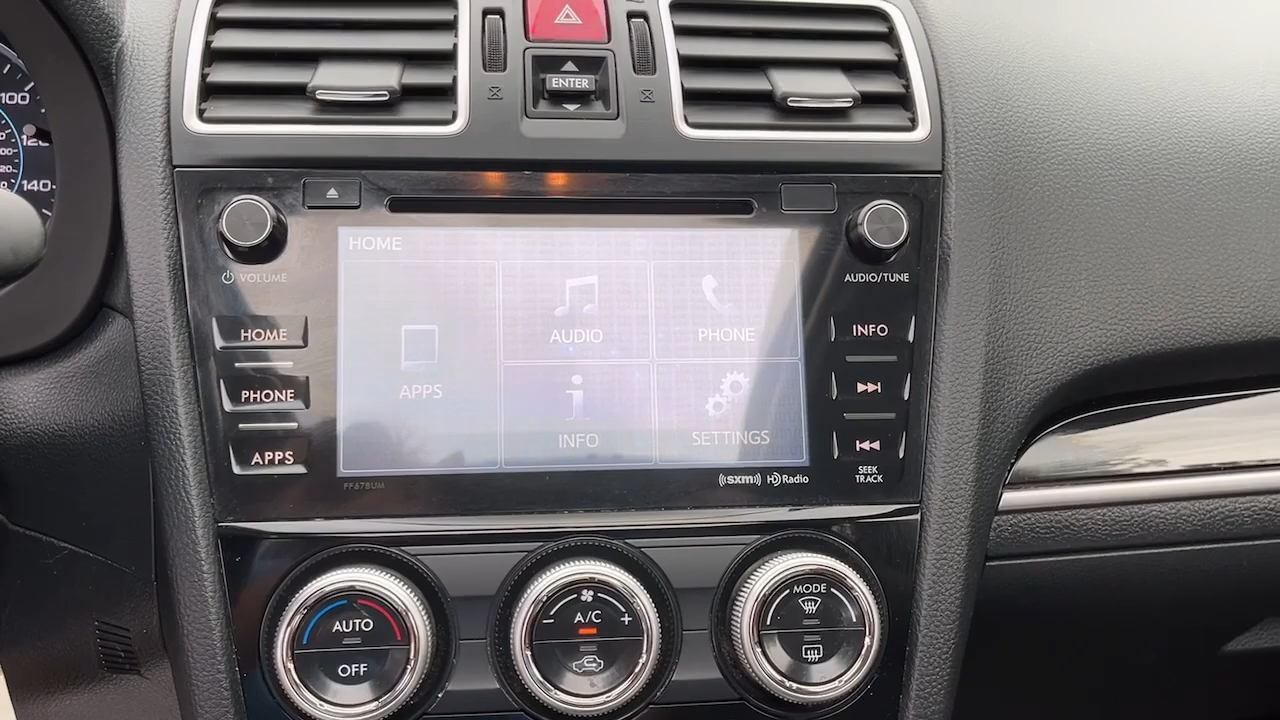 100
120
140
ENTER
VOLUME
AUDIO/TUNE
HOME
HOME
PHONE
APPS
APPS
AUDIO
PHONE
INFO
SETTINGS
INFO
SEEK
TRACK
FF678UM
((sxm))
HD Radio
AUTO
OFF
A/C
- +
MODE